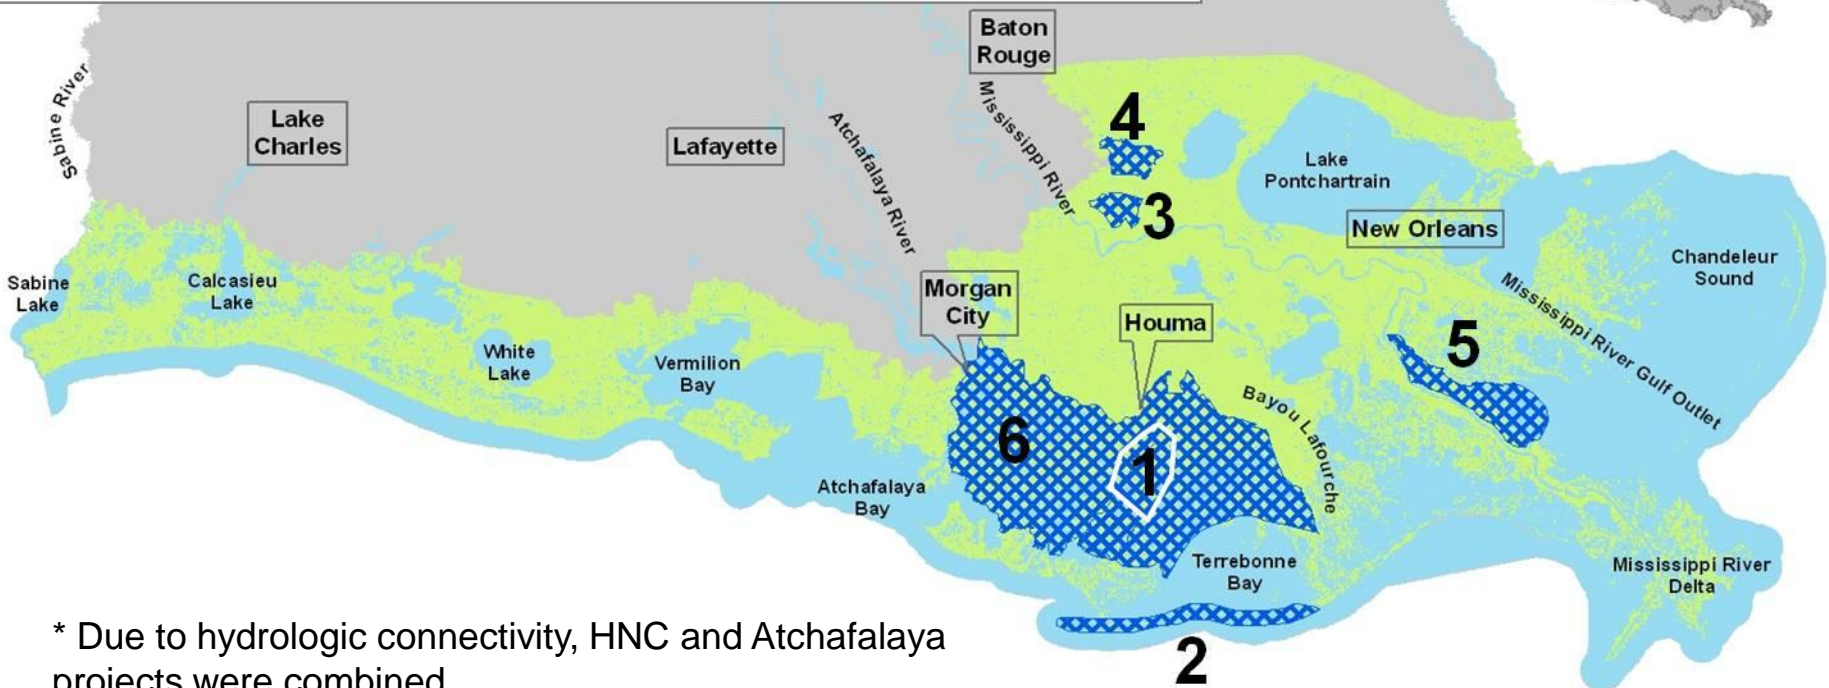 Baton
Rouge
Sabine River
Lake
Charles
Lafayette
Atchafalaya River
Mississippi River
4
3
Lake
Pontchartrain
New Orleans
Chandeleur
Sound
Sabine
Lake
Calcasieu
Lake
Morgan
City
Houma
Mississippi River Gulf Outlet
White
Lake
Vermilion
Bay
5
Bayou Lafourche
6
1
Atchafalaya
Bay
Terrebonne
Bay
Mississippi River
Delta
2
* Due to hydrologic connectivity, HNC and Atchafalaya
projects were combined